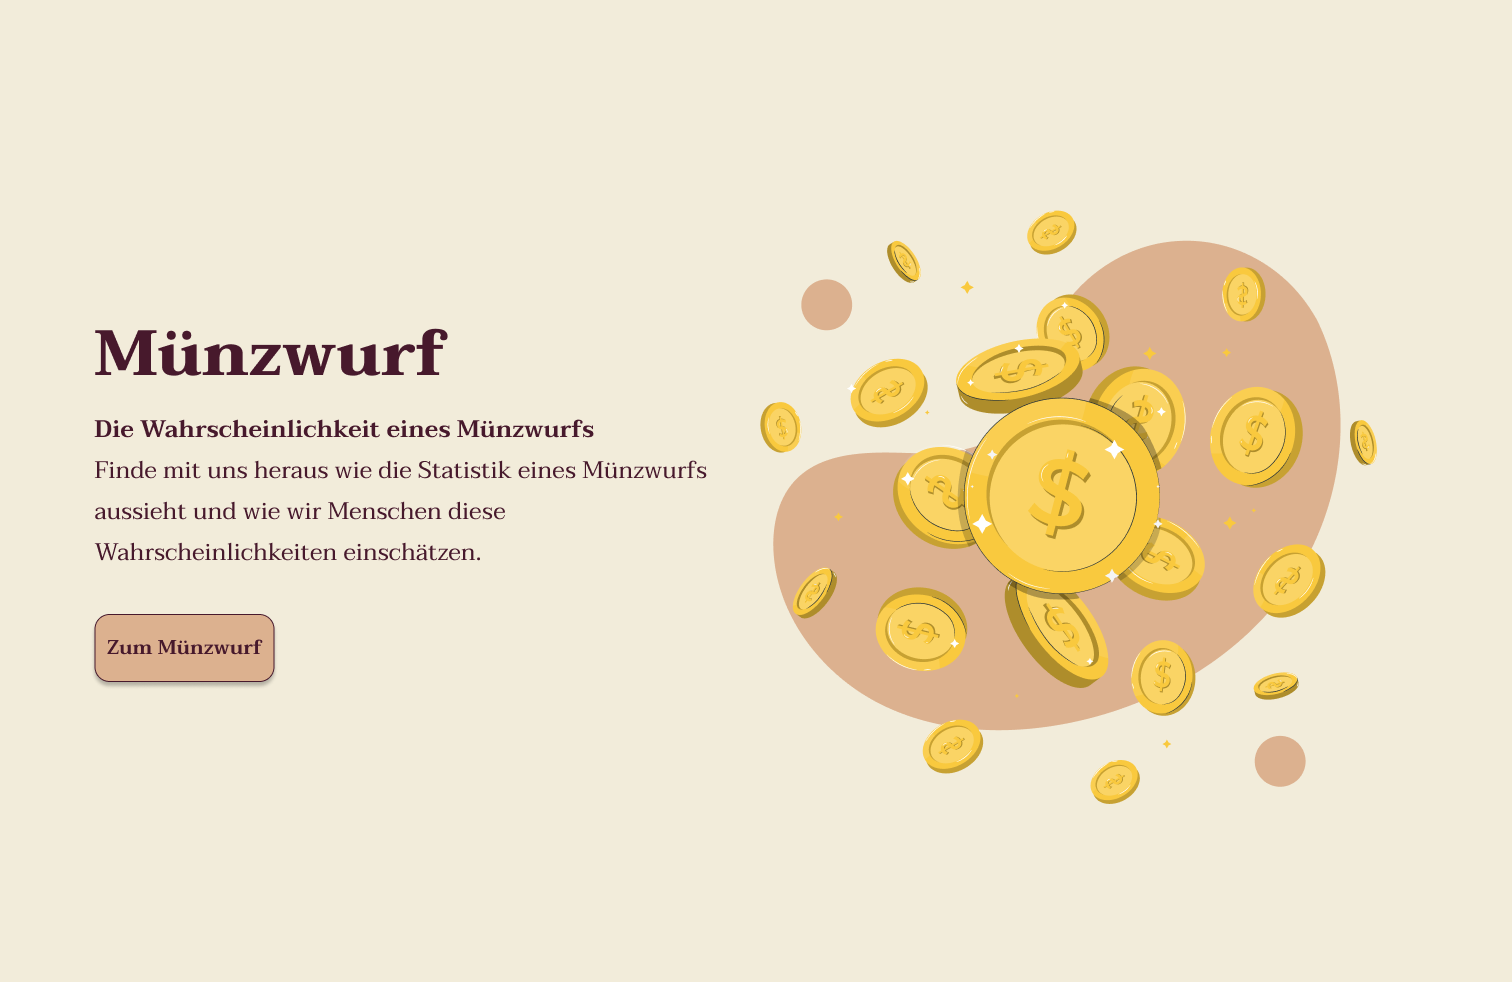 Münzwurf
Die Wahrscheinlichkeit eines Münzwurfs
Finde mit uns heraus wie die Statistik eines Münzwurfs
aussieht und wie wir Menschen diese
Wahrscheinlichkeiten einschätzen.
Zum Münzwurf